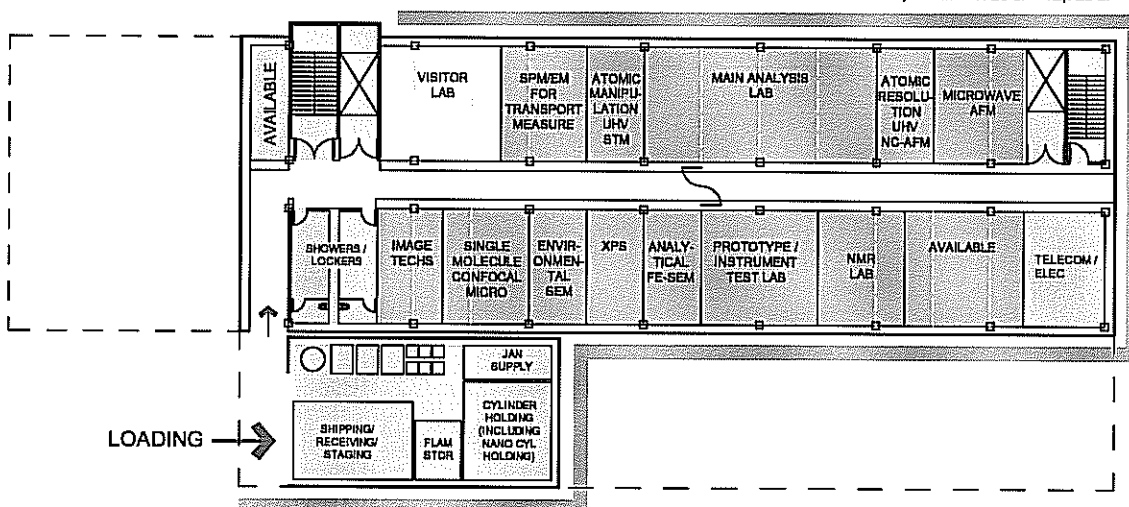 AVAILABLE
VISITOR
LAB
SPM/EM
FOR
TRANSPORT
MEASURE
ATOMIC
MANIPU-
LATION
UHV
STM
MAIN ANALYSIS
LAB
ATOMIC
RESOLU-
TION
UHV
NC-AFM
MICROWAVE
AFM
SHOWERS /
LOCKERS
IMAGE
TECHS
SINGLE
MOLECULE
CONFOCAL
MICRO
ENVIR-
ONMEN-
TAL
SEM
XPS
ANALY-
TICAL
FE-SEM
PROTOTYPE /
INSTRUMENT
TEST LAB
NMR
LAB
AVAILABLE
TELECOM /
ELEC
JAN
SUPPLY
CYLINDER
HOLDING
(INCLUDING
NANO CYL
HOLDING)
SHIPPING/
RECEIVING/
STAGING
FLAM
STOR
LOADING